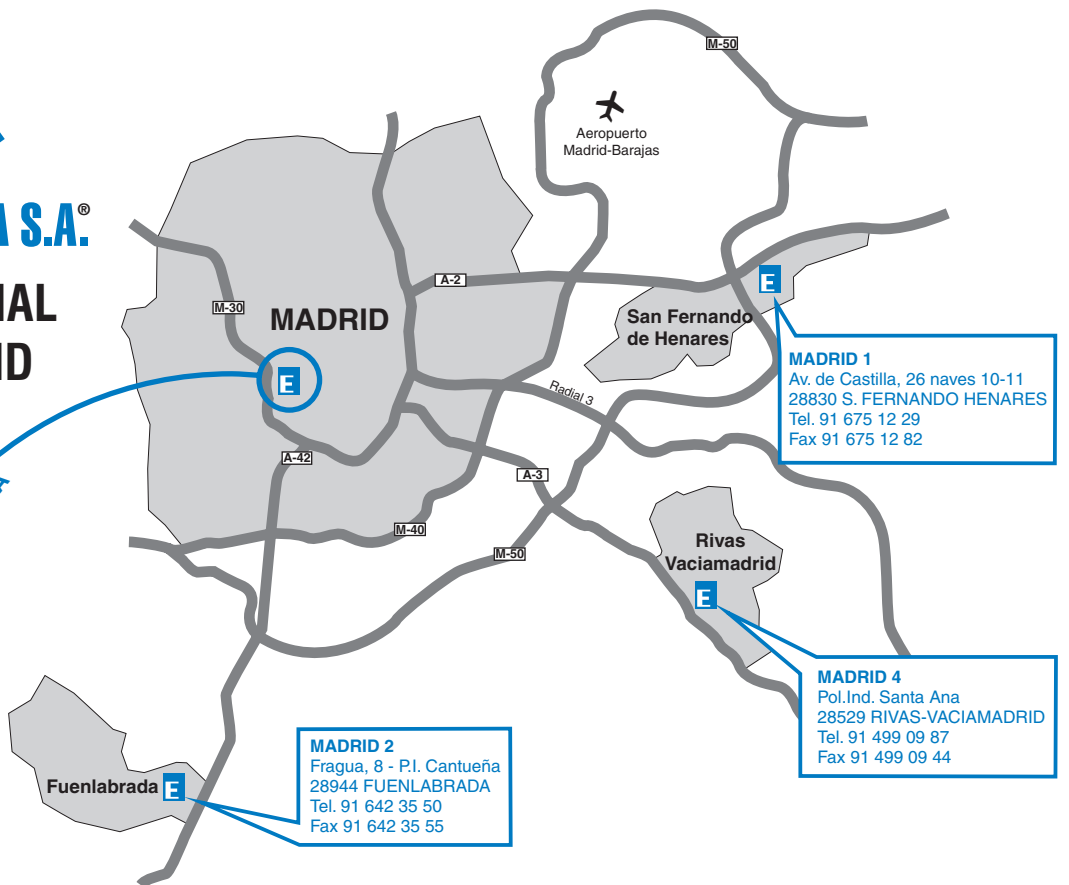 M-50
Aeropuerto
Madrid-Barajas
A S.A.®
A-2
M-30
MADRID
E
San Fernando
de Henares
E
MADRID 1
Av. de Castilla, 26 naves 10-11
28830 S. FERNANDO HENARES
Tel. 91 675 12 29
Fax 91 675 12 82
Radial 3
E
A-42
A-3
M-40
M-50
Rivas
Vaciamadrid
E
MADRID 4
Pol.Ind. Santa Ana
28529 RIVAS-VACIAMADRID
Tel. 91 499 09 87
Fax 91 499 09 44
Fuenlabrada
E
MADRID 2
Fragua, 8 - P.I. Cantueña
28944 FUENLABRADA
Tel. 91 642 35 50
Fax 91 642 35 55